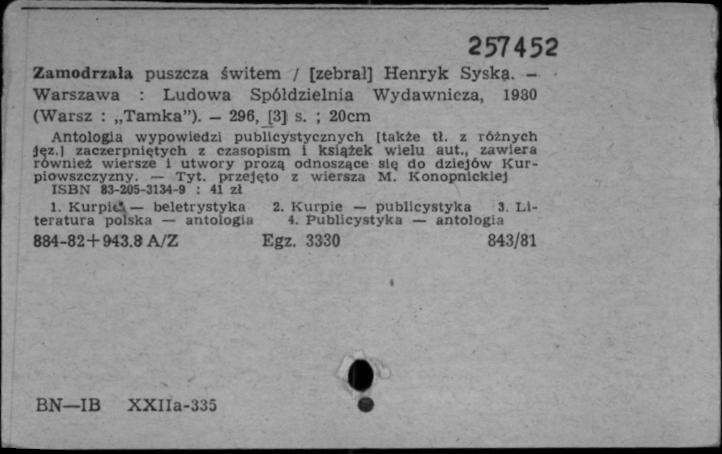 257452
Zamodrzała puszcza świtem / [zebrał] Henryk Syska. —
Warszawa : Ludowa Spółdzielnia Wydawnicza, 1980
(Warsz : „Tamka”). — 296, [3] s. ; 20cm
Antologia wypowiedzi publicystycznych [także tł. z różnych
jęz.] zaczerpniętych z czasopism i książek wielu aut., zawiera
również wiersze i utwory prozą odnoszące się do dziejów Kur-
piowszczyzny. — Tyt. przejęto z wiersza M. Konopnickiej
ISBN 83-205-3134-9 : 41 zł
1. Kurpie — beletrystyka 2. Kurpie — publicystyka 3. Li-
teratura polska — antologia 4. Publicystyka — antologia
884-82+943.8 A/Z Egz. 3330 843/81
BN—IB XXIIa-335